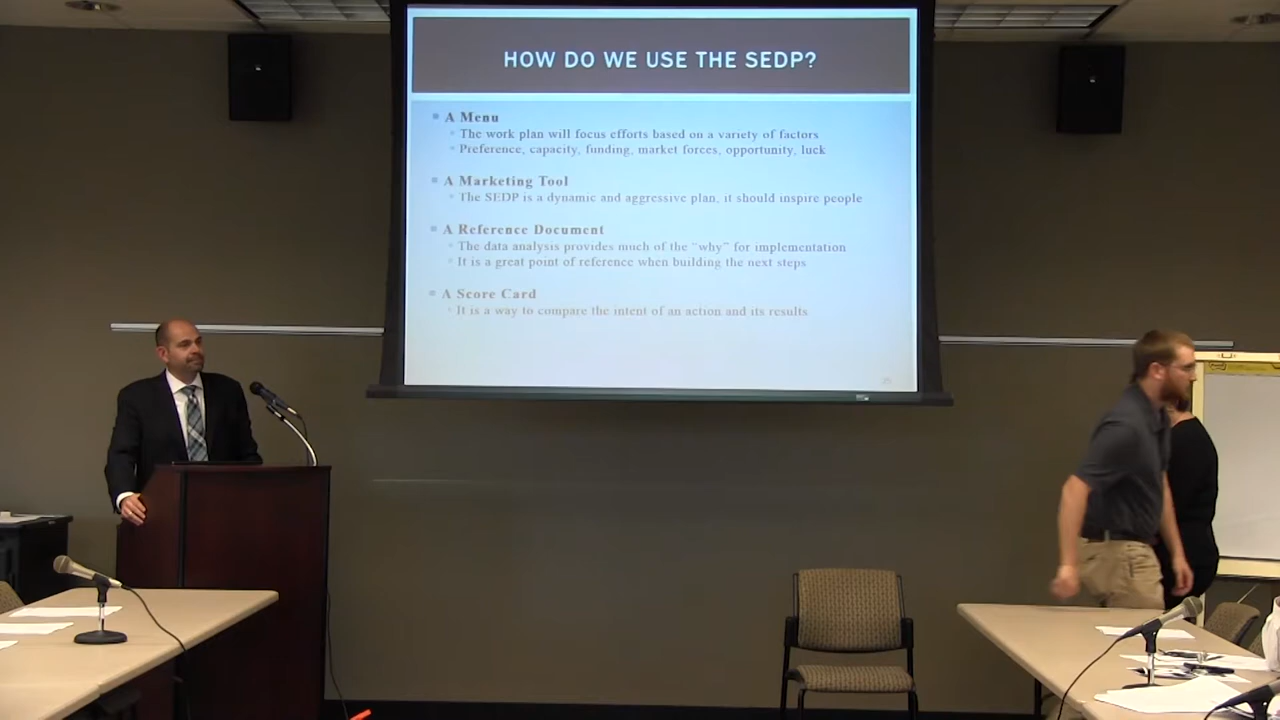 HOW DO WE USE THE SEDP?
A Menu
The work plan will focus efforts based on a variety of factors
Preference, capacity, funding, market forces, opportunity, luck
A Marketing Tool
The SEDP is a dynamic and aggressive plan, it should inspire people
A Reference Document
The data analysis provides much of the “why” for implementation
It is a great point of reference when building the next steps
A Score Card
It is a way to compare the intent of an action and its results